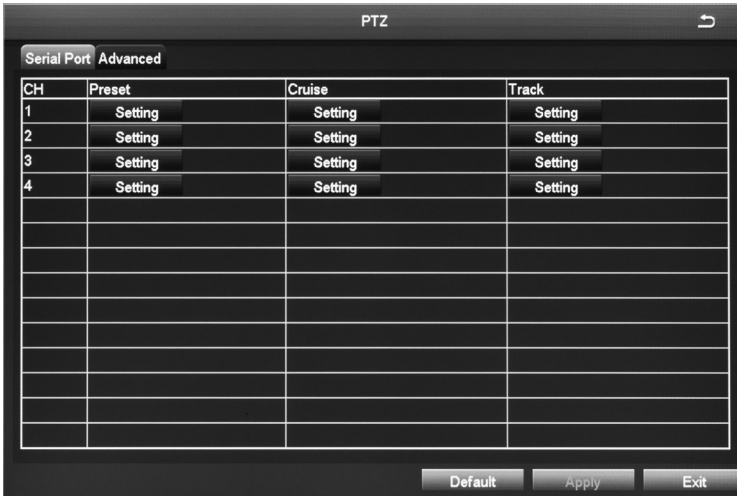 PTZ
Serial Port Advanced
CH Preset Cruise Track
1 Setting Setting Setting
2 Setting Setting Setting
3 Setting Setting Setting
4 Setting Setting Setting
Default Apply Exit